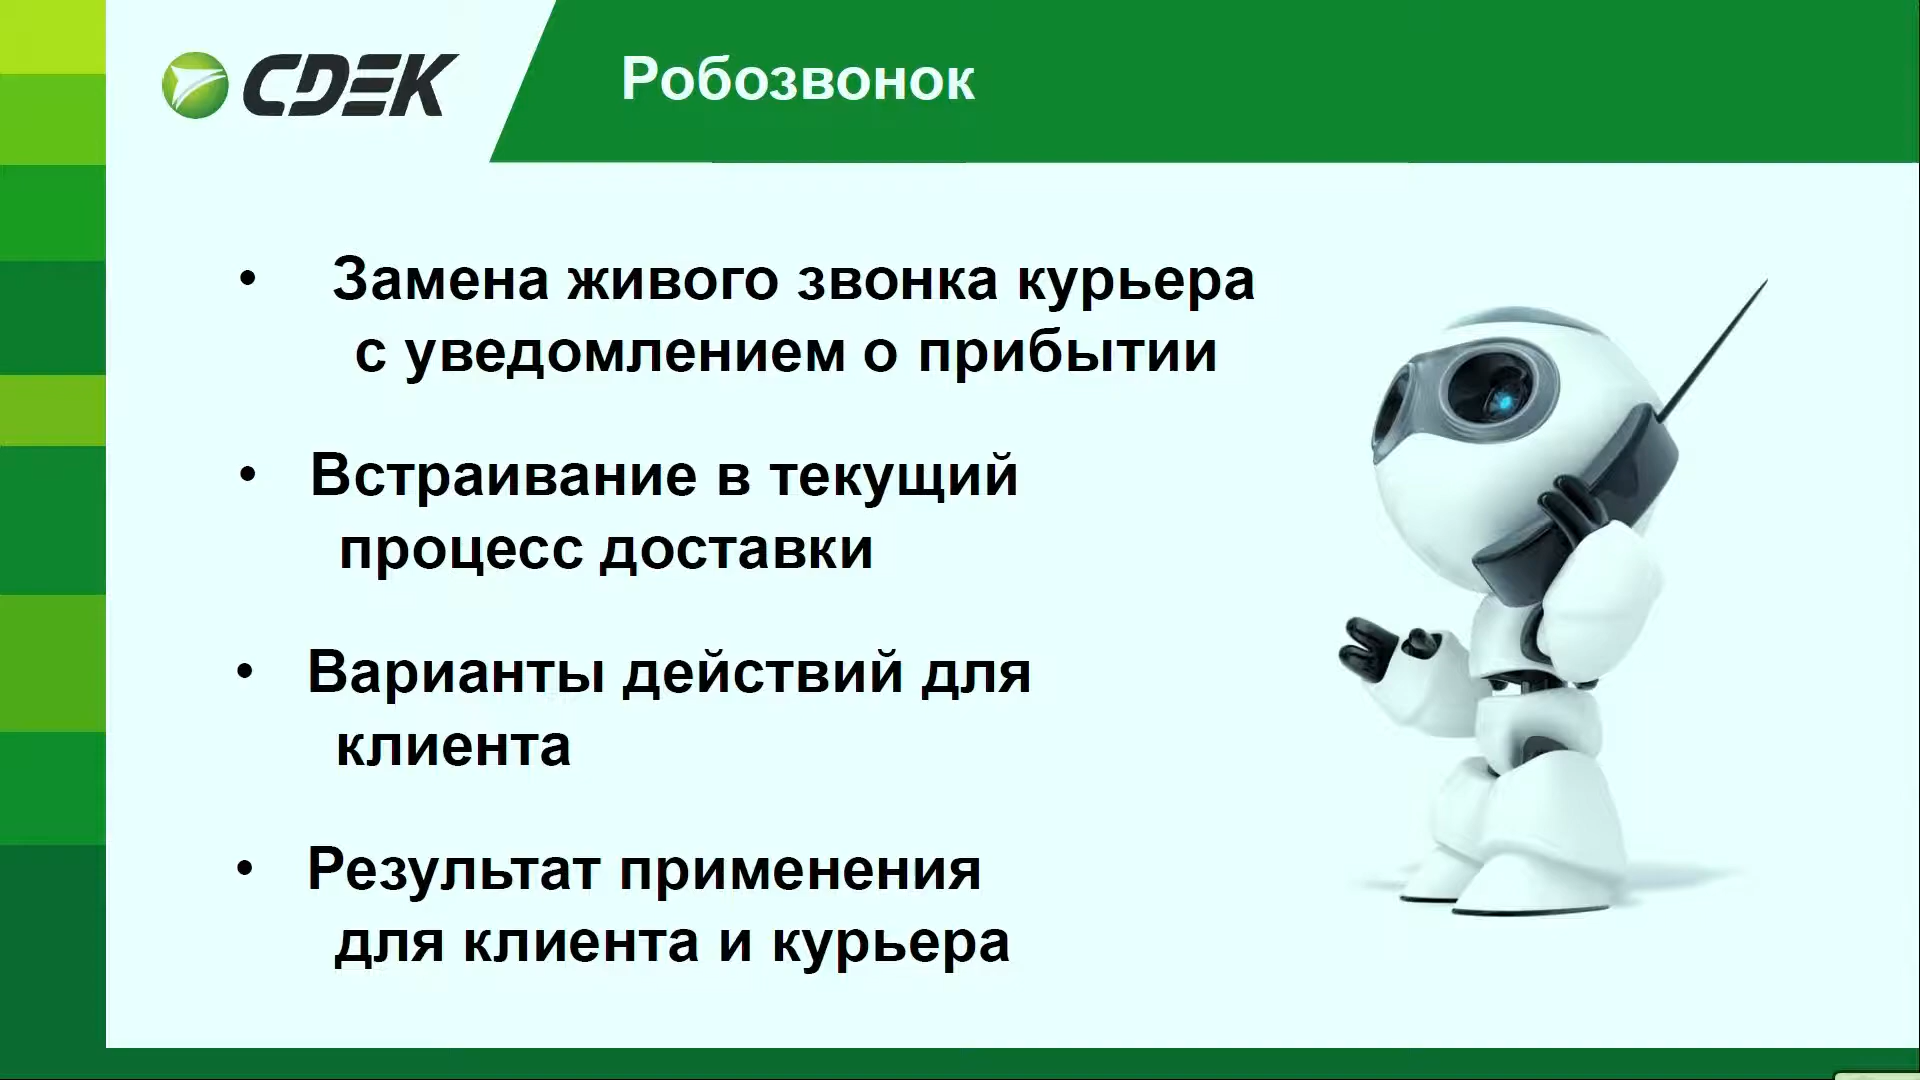 CDEK
Робозвонок
• Замена живого звонка курьера
с уведомлением о прибытии
• Встраивание в текущий
процесс доставки
• Варианты действий для
клиента
• Результат применения
для клиента и курьера